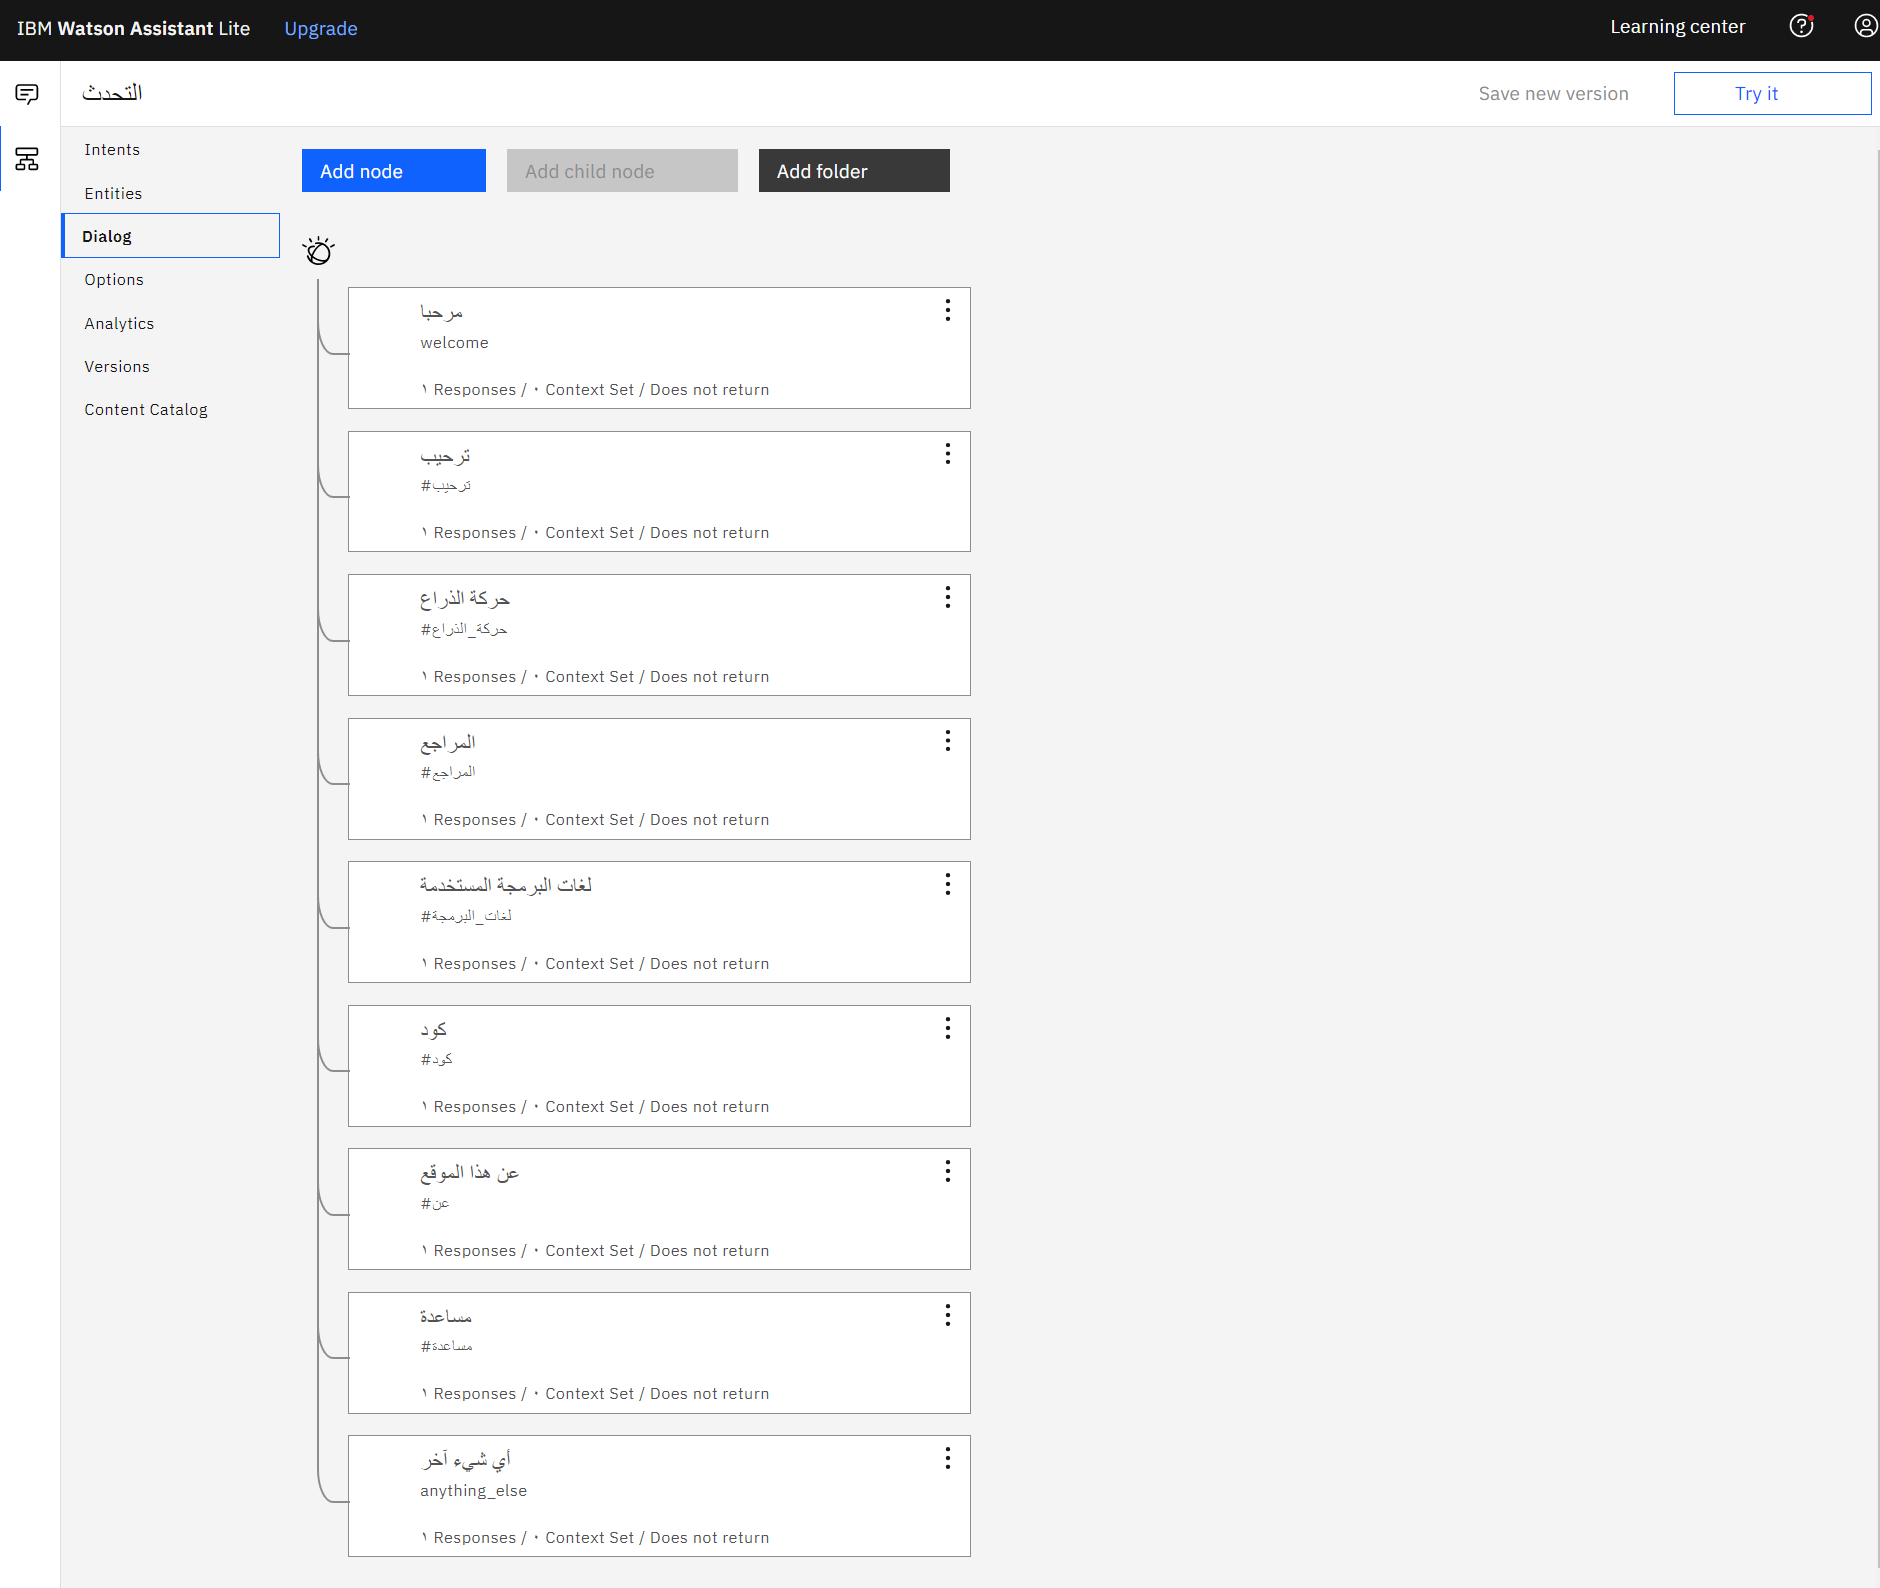 IBM Watson Assistant Lite
Upgrade
Learning center
التحدث
Save new version
Try it
Intents
Entities
Dialog
Options
Analytics
Versions
Content Catalog
Add node
Add child node
Add folder
مرحبا
welcome
١ Responses / ٠ Context Set / Does not return
ترحيب
#ترحيب
١ Responses / ٠ Context Set / Does not return
حركة الذراع
#حركة_الذراع
١ Responses / ٠ Context Set / Does not return
المراجع
#المراجع
١ Responses / ٠ Context Set / Does not return
لغات البرمجة المستخدمة
#لغات_البرمجة
١ Responses / ٠ Context Set / Does not return
كود
#كود
١ Responses / ٠ Context Set / Does not return
عن هذا الموقع
#عن
١ Responses / ٠ Context Set / Does not return
مساعدة
#مساعدة
١ Responses / ٠ Context Set / Does not return
أي شيء آخر
anything_else
١ Responses / ٠ Context Set / Does not return